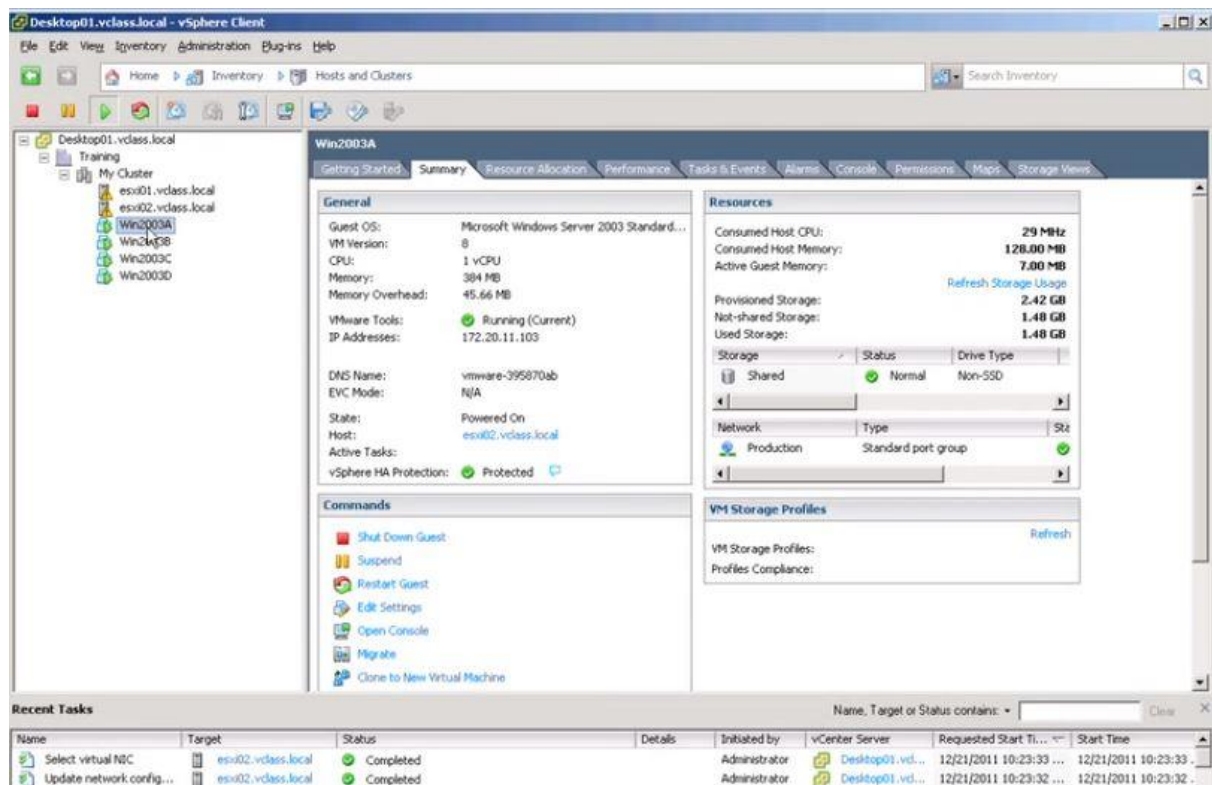 Desktop01.vclass.local - vSphere Client
File Edit View Inventory Administration Plug-ins Help
Home Inventory Hosts and Clusters Search Inventory
Desktop01.vclass.local
Training
My Cluster
esxi01.vclass.local
esxi02.vclass.local
Win2003A
Win2003B
Win2003C
Win2003D
Win2003A
Getting Started Summary Resource Allocation Performance Tasks & Events Alarms Console Permissions Maps Storage Views
General
Guest OS: Microsoft Windows Server 2003 Standard...
VM Version: 8
CPU: 1 vCPU
Memory: 384 MB
Memory Overhead: 45.66 MB
VMware Tools: Running (Current)
IP Addresses: 172.20.11.103
DNS Name: vmware-395870ab
EVC Mode: N/A
State: Powered On
Host: esxi02.vclass.local
Active Tasks:
vSphere HA Protection: Protected
Commands
Shut Down Guest
Suspend
Restart Guest
Edit Settings
Open Console
Migrate
Clone to New Virtual Machine
Resources
Consumed Host CPU: 29 MHz
Consumed Host Memory: 128.00 MB
Active Guest Memory: 7.00 MB
Refresh Storage Usage
Provisioned Storage: 2.42 GB
Not-shared Storage: 1.48 GB
Used Storage: 1.48 GB
Storage Status Drive Type
Shared Normal Non-SSD
Network Type Sta
Production Standard port group
VM Storage Profiles
Refresh
VM Storage Profiles:
Profiles Compliance:
Recent Tasks Name, Target or Status contains: Clear
Name Target Status Details Initiated by vCenter Server Requested Start Ti... Start Time
Select virtual NIC esxi02.vclass.local Completed Administrator Desktop01.vcl... 12/21/2011 10:23:33 ... 12/21/2011 10:23:33 .
Update network config... esxi02.vclass.local Completed Administrator Desktop01.vcl... 12/21/2011 10:23:32 ... 12/21/2011 10:23:32 .